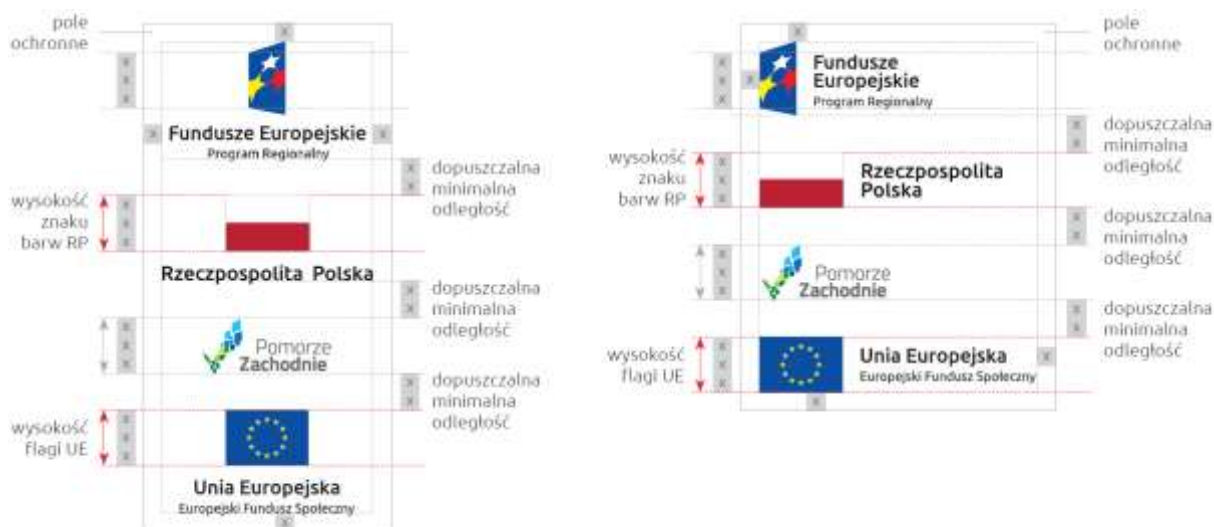 pole
ochronne
x
x
x
x
Fundusze Europejskie
Program Regionalny
x
x
x
x
dopuszczalna
minimalna
odległość
wysokość
znaku
barw RP
x
x
x
Rzeczpospolita Polska
x
x
dopuszczalna
minimalna
odległość
x
x
x
Pomorze
Zachodnie
x
x
dopuszczalna
minimalna
odległość
wysokość
flagi UE
x
x
x
Unia Europejska
Europejski Fundusz Społeczny
x
pole
ochronne
x
x
x
x
x
Fundusze
Europejskie
Program Regionalny
x
x
dopuszczalna
minimalna
odległość
wysokość
znaku
barw RP
x
x
x
Rzeczpospolita
Polska
x
x
dopuszczalna
minimalna
odległość
x
x
x
Pomorze
Zachodnie
x
x
dopuszczalna
minimalna
odległość
wysokość
flagi UE
x
x
x
Unia Europejska
Europejski Fundusz Społeczny
x
x